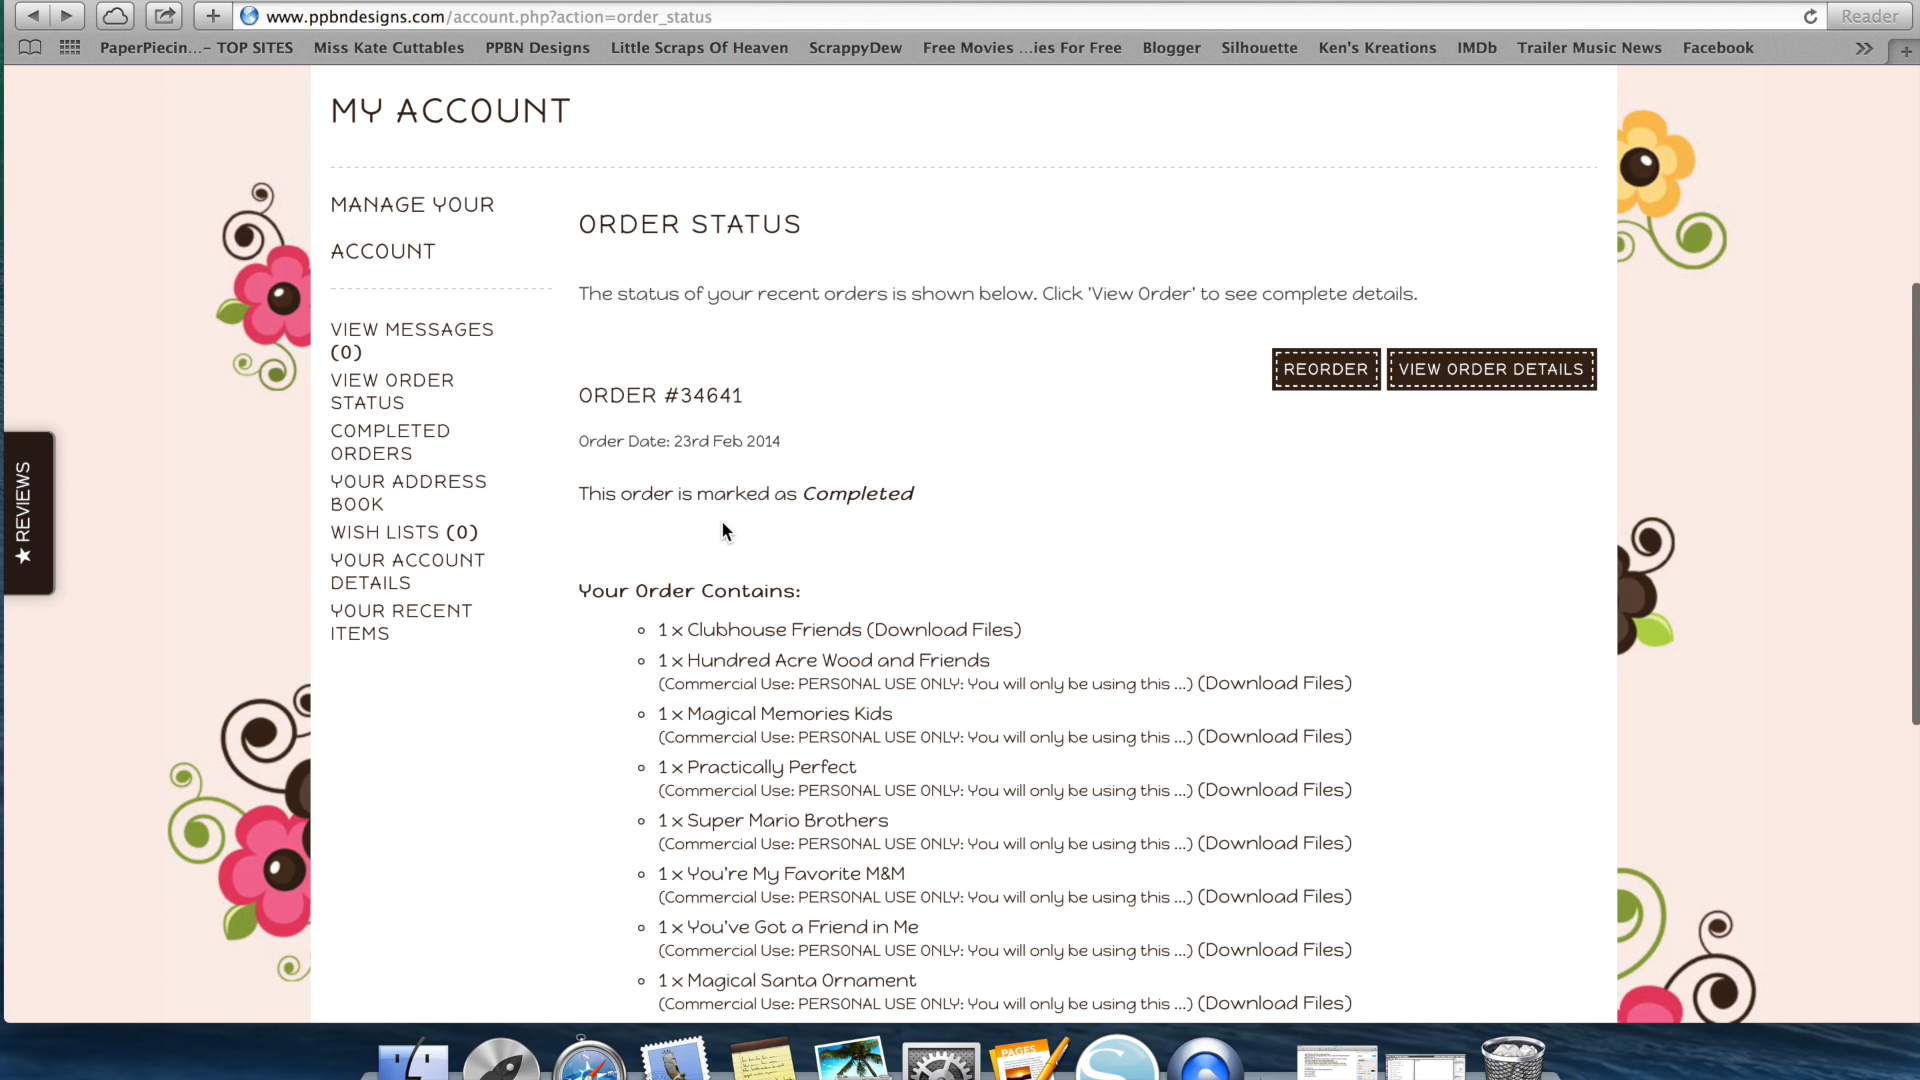 www.ppbndesigns.com/account.php?action=order_status
Reader
PaperPiecin...– TOP SITES Miss Kate Cuttables PPBN Designs Little Scraps Of Heaven ScrappyDew Free Movies ...ies For Free Blogger Silhouette Ken's Kreations IMDb Trailer Music News Facebook
MY ACCOUNT
MANAGE YOUR
ACCOUNT
VIEW MESSAGES
(0)
VIEW ORDER
STATUS
COMPLETED
ORDERS
YOUR ADDRESS
BOOK
WISH LISTS (0)
YOUR ACCOUNT
DETAILS
YOUR RECENT
ITEMS
★ REVIEWS
ORDER STATUS
The status of your recent orders is shown below. Click 'View Order' to see complete details.
REORDER VIEW ORDER DETAILS
ORDER #34641
Order Date: 23rd Feb 2014
This order is marked as Completed
Your Order Contains:
1 x Clubhouse Friends (Download Files)
1 x Hundred Acre Wood and Friends
(Commercial Use: PERSONAL USE ONLY: You will only be using this ...) (Download Files)
1 x Magical Memories Kids
(Commercial Use: PERSONAL USE ONLY: You will only be using this ...) (Download Files)
1 x Practically Perfect
(Commercial Use: PERSONAL USE ONLY: You will only be using this ...) (Download Files)
1 x Super Mario Brothers
(Commercial Use: PERSONAL USE ONLY: You will only be using this ...) (Download Files)
1 x You're My Favorite M&M
(Commercial Use: PERSONAL USE ONLY: You will only be using this ...) (Download Files)
1 x You've Got a Friend in Me
(Commercial Use: PERSONAL USE ONLY: You will only be using this ...) (Download Files)
1 x Magical Santa Ornament
(Commercial Use: PERSONAL USE ONLY: You will only be using this ...) (Download Files)
PAGES